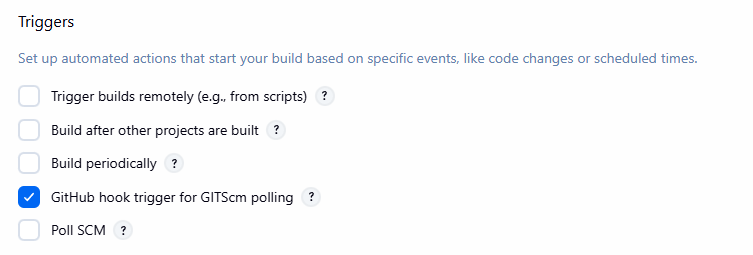 Triggers
Set up automated actions that start your build based on specific events, like code changes or scheduled times.
Trigger builds remotely (e.g., from scripts) ?
Build after other projects are built ?
Build periodically ?
GitHub hook trigger for GITScm polling ?
Poll SCM ?